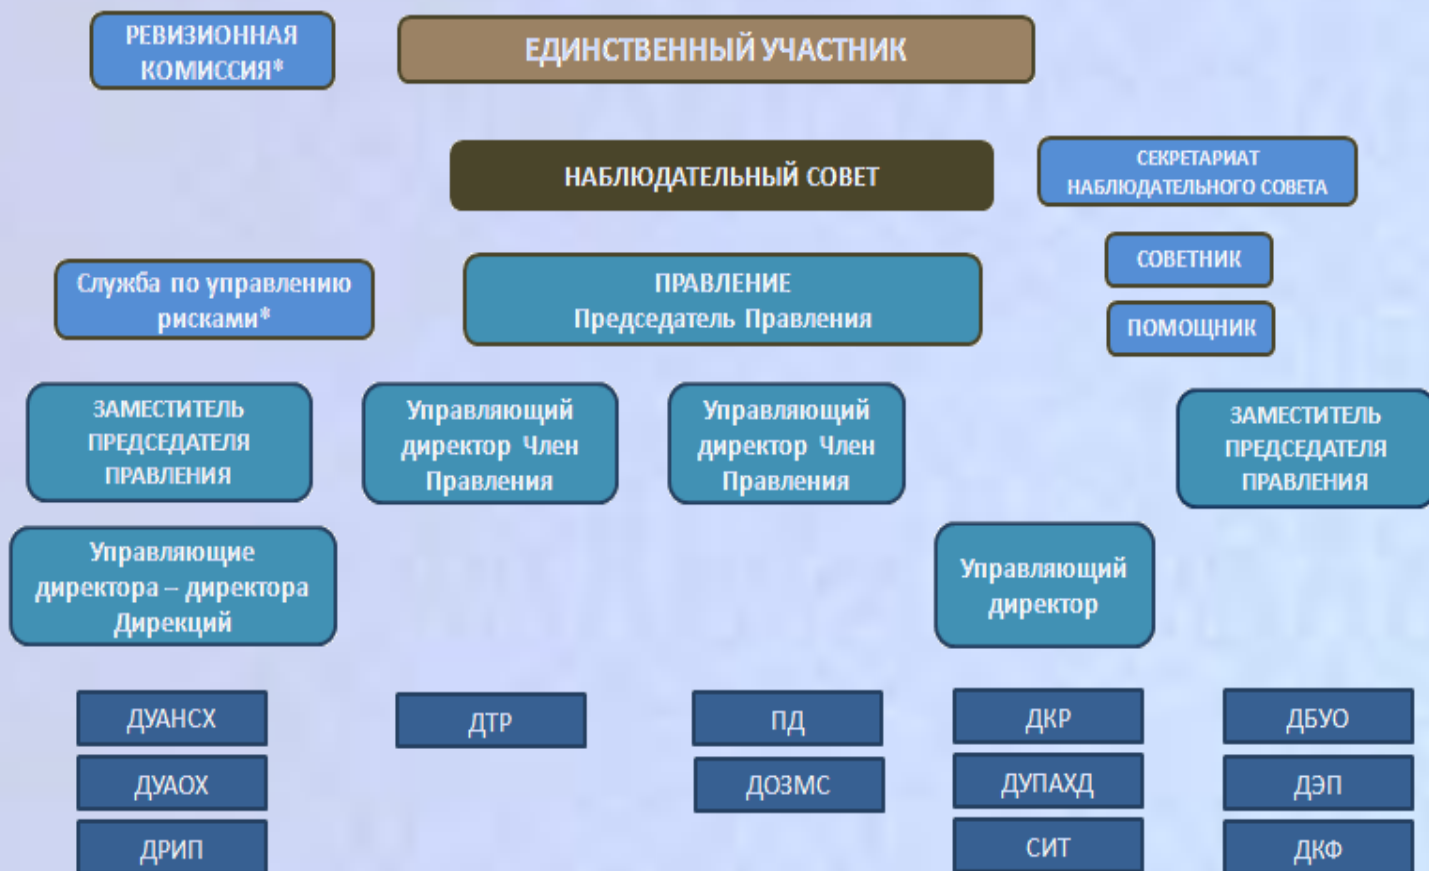 РЕВИЗИОННАЯ
КОМИССИЯ*
ЕДИНСТВЕННЫЙ УЧАСТНИК
НАБЛЮДАТЕЛЬНЫЙ СОВЕТ
СЕКРЕТАРИАТ
НАБЛЮДАТЕЛЬНОГО СОВЕТА
Служба по управлению
рисками*
ПРАВЛЕНИЕ
Председатель Правления
СОВЕТНИК
ПОМОЩНИК
ЗАМЕСТИТЕЛЬ
ПРЕДСЕДАТЕЛЯ
ПРАВЛЕНИЯ
Управляющий
директор Член
Правления
Управляющий
директор Член
Правления
ЗАМЕСТИТЕЛЬ
ПРЕДСЕДАТЕЛЯ
ПРАВЛЕНИЯ
Управляющие
директора – директора
Дирекций
Управляющий
директор
ДУАНСХ
ДТР
ПД
ДКР
ДБУО
ДУАОХ
ДОЗМС
ДУПАХД
ДЭП
ДРИП
СИТ
ДКФ